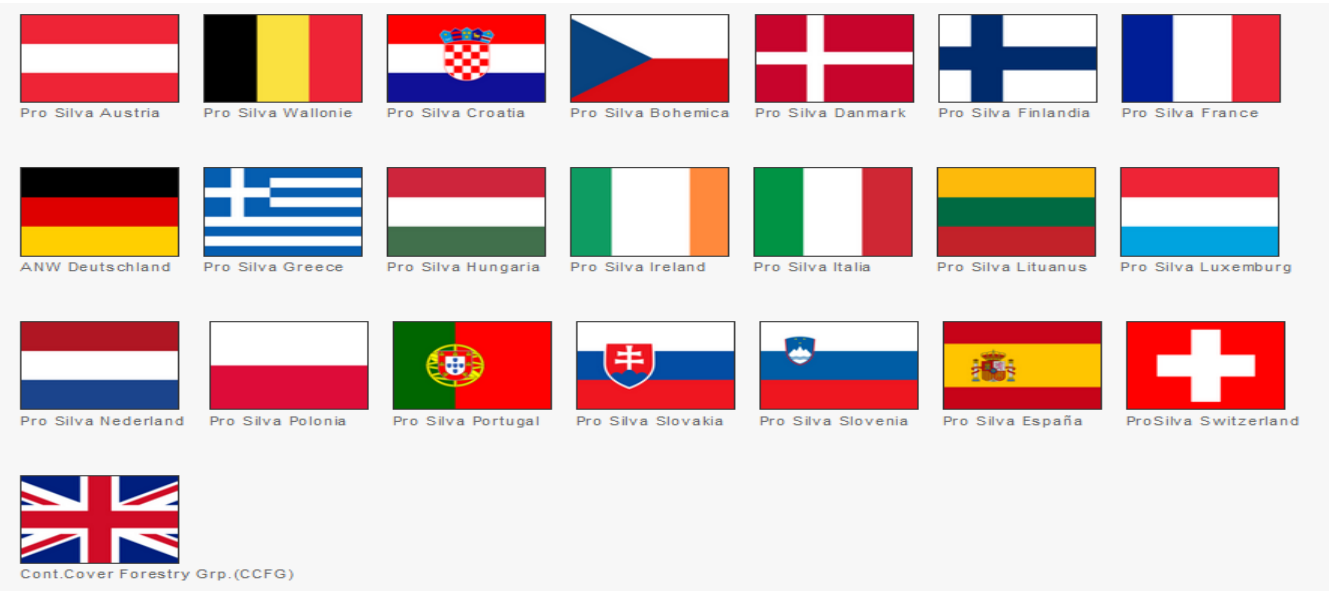 Pro Silva Austria
Pro Silva Wallonie
Pro Silva Croatia
Pro Silva Bohemica
Pro Silva Danmark
Pro Silva Finlandia
Pro Silva France
ANW Deutschland
Pro Silva Greece
Pro Silva Hungaria
Pro Silva Ireland
Pro Silva Italia
Pro Silva Lituanus
Pro Silva Luxemburg
Pro Silva Nederland
Pro Silva Polonia
Pro Silva Portugal
Pro Silva Slovakia
Pro Silva Slovenia
Pro Silva España
ProSilva Switzerland
Cont.Cover Forestry Grp.(CCFG)